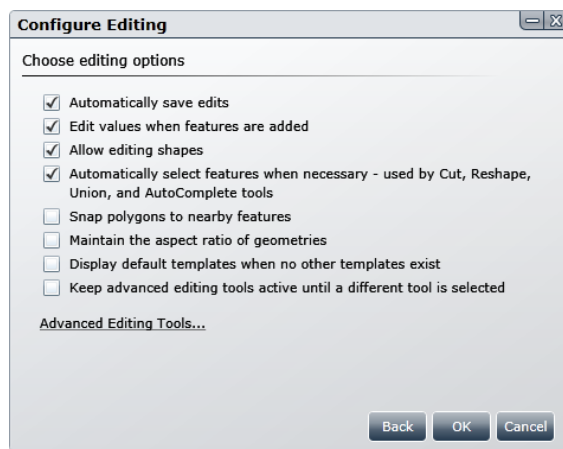 Configure Editing
Choose editing options
Automatically save edits
Edit values when features are added
Allow editing shapes
Automatically select features when necessary - used by Cut, Reshape,
Union, and AutoComplete tools
Snap polygons to nearby features
Maintain the aspect ratio of geometries
Display default templates when no other templates exist
Keep advanced editing tools active until a different tool is selected
Advanced Editing Tools...
Back OK Cancel